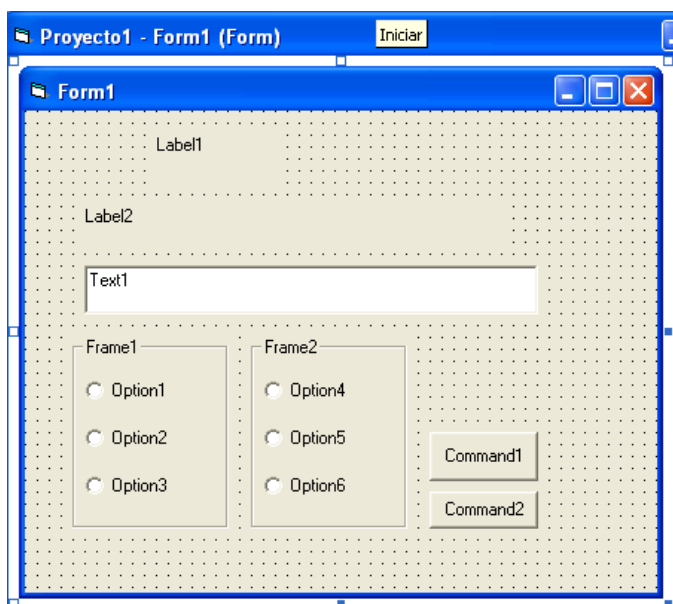 Proyecto1 - Form1 (Form)
Iniciar
Form1
Label1
Label2
Text1
Frame1
Frame2
Option1
Option4
Option2
Option5
Option3
Option6
Command1
Command2